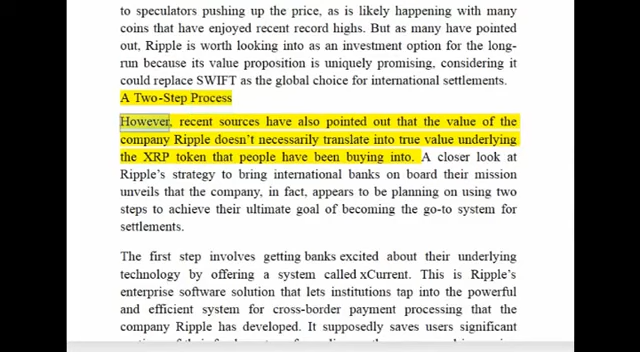 to speculators pushing up the price, as is likely happening with many
coins that have enjoyed recent record highs. But as many have pointed
out, Ripple is worth looking into as an investment option for the long-
run because its value proposition is uniquely promising, considering it
could replace SWIFT as the global choice for international settlements.
A Two-Step Process
However, recent sources have also pointed out that the value of the
company Ripple doesn't necessarily translate into true value underlying
the XRP token that people have been buying into. A closer look at
Ripple's strategy to bring international banks on board their mission
unveils that the company, in fact, appears to be planning on using two
steps to achieve their ultimate goal of becoming the go-to system for
settlements.
The first step involves getting banks excited about their underlying
technology by offering a system called xCurrent. This is Ripple's
enterprise software solution that lets institutions tap into the powerful
and efficient system for cross-border payment processing that the
company Ripple has developed. It supposedly saves users significant